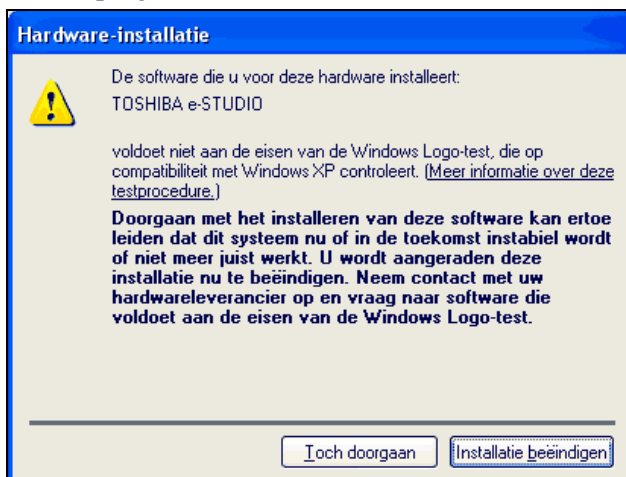 Hardware-installatie
De software die u voor deze hardware installeert:
TOSHIBA e-STUDIO
voldoet niet aan de eisen van de Windows Logo-test, die op
compatibiliteit met Windows XP controleert. (Meer informatie over deze
testprocedure.)
Doorgaan met het installeren van deze software kan ertoe
leiden dat dit systeem nu of in de toekomst instabiel wordt
of niet meer juist werkt. U wordt aangeraden deze
installatie nu te beëindigen. Neem contact met uw
hardwareleverancier op en vraag naar software die
voldoet aan de eisen van de Windows Logo-test.
Toch doorgaan
Installatie beëindigen